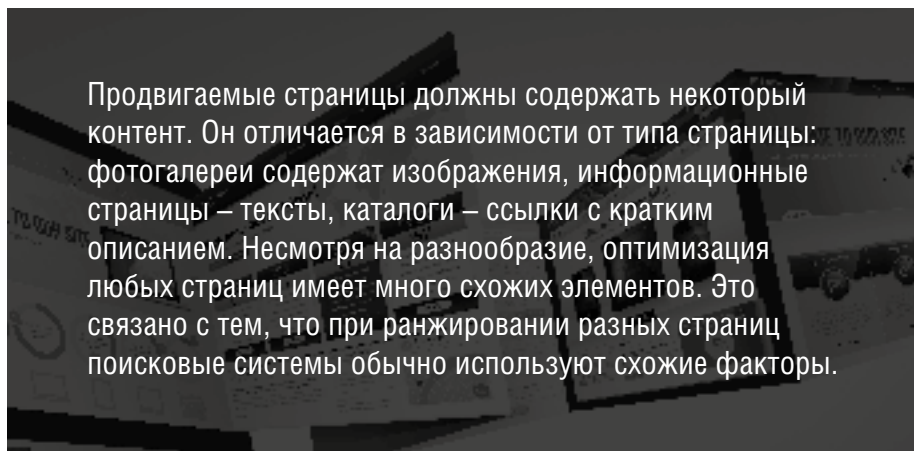 Продвигаемые страницы должны содержать некоторый
контент. Он отличается в зависимости от типа страницы:
фотогалереи содержат изображения, информационные
страницы – тексты, каталоги – ссылки с кратким
описанием. Несмотря на разнообразие, оптимизация
любых страниц имеет много схожих элементов. Это
связано с тем, что при ранжировании разных страниц
поисковые системы обычно используют схожие факторы.